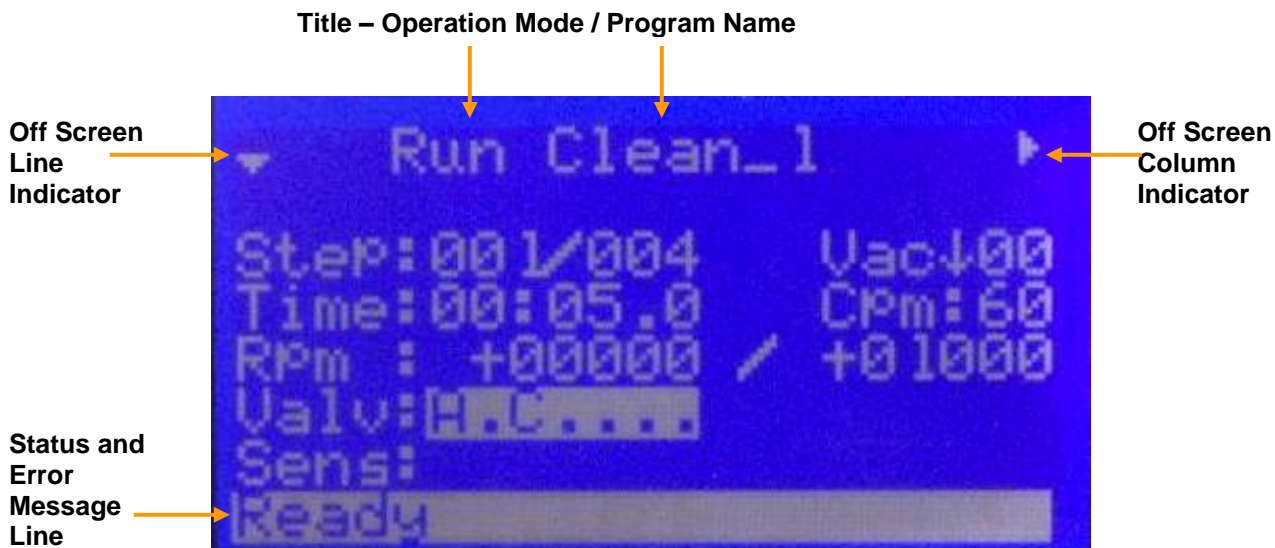 Title – Operation Mode / Program Name
Off Screen
Line
Indicator
Off Screen
Column
Indicator
Run Clean_1
Step:001/004 Vac↓00
Time:00:05.0 Cpm:60
Rpm : +00000 / +01000
Valv:H.C....
Sens:
Status and
Error
Message
Line
Ready